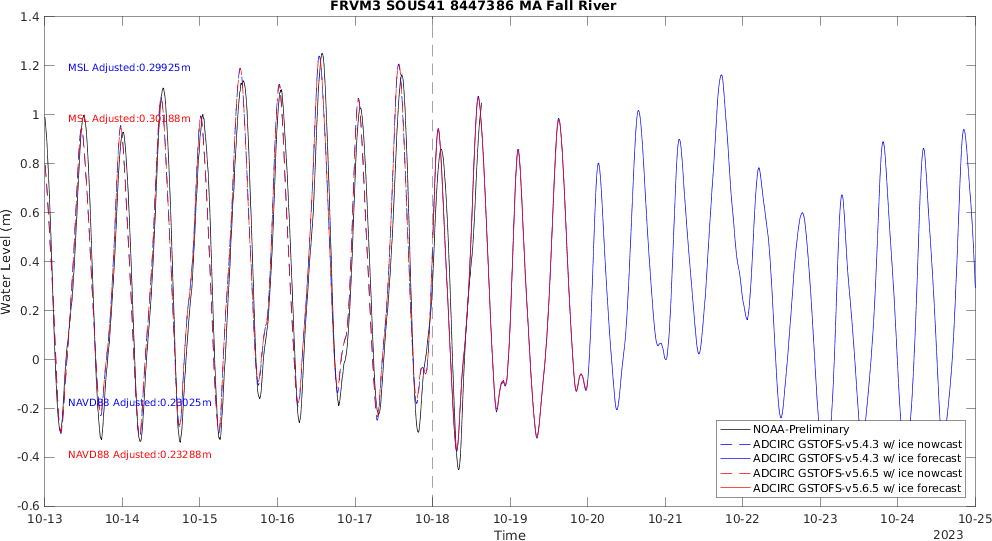 FRVM3 SOUS41 8447386 MA Fall River
1.4
1.2
1
0.8
0.6
0.4
0.2
0
-0.2
-0.4
-0.6
Water Level (m)
MSL Adjusted:0.29925m
MSL Adjusted:0.30188m
NAVD88 Adjusted:0.23025m
NAVD88 Adjusted:0.23288m
NOAA-Preliminary
ADCIRC GSTOFS-v5.4.3 w/ ice nowcast
ADCIRC GSTOFS-v5.4.3 w/ ice forecast
ADCIRC GSTOFS-v5.6.5 w/ ice nowcast
ADCIRC GSTOFS-v5.6.5 w/ ice forecast
10-13 10-14 10-15 10-16 10-17 10-18 10-19 10-20 10-21 10-22 10-23 10-24 10-25
Time
2023